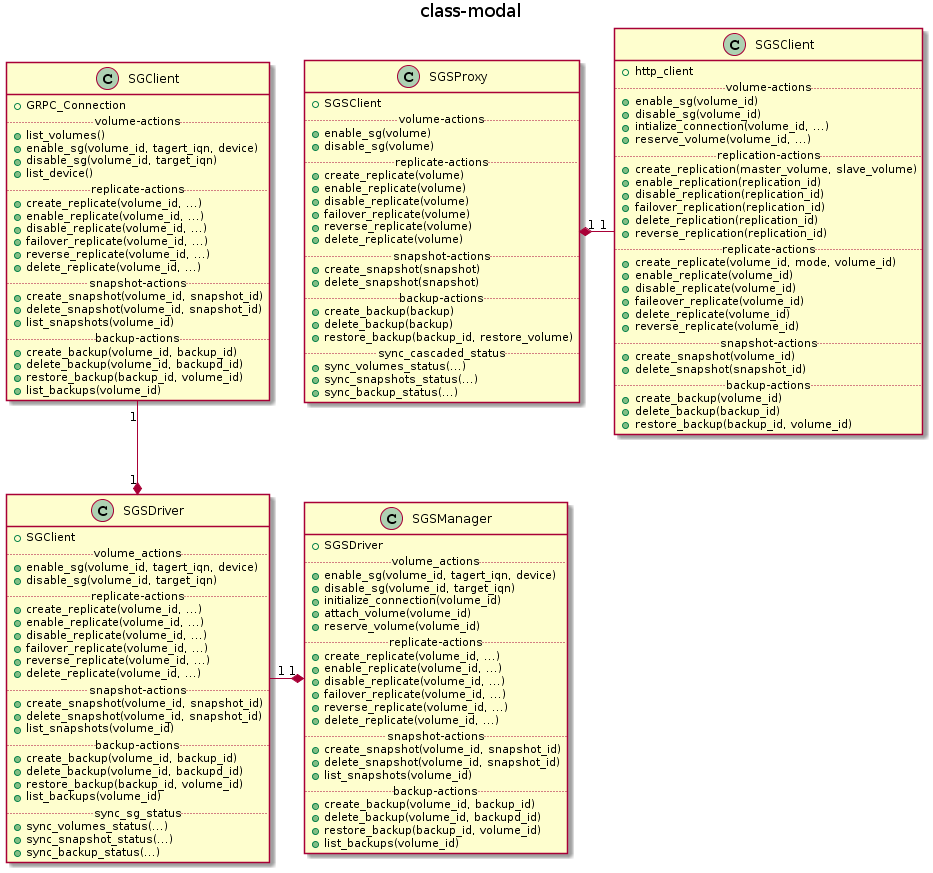 class-modal
C SGClient
GRPC_Connection
volume-actions
list_volumes()
enable_sg(volume_id, tagert_iqn, device)
disable_sg(volume_id, target_iqn)
list_device()
replicate-actions
create_replicate(volume_id, ...)
enable_replicate(volume_id, ...)
disable_replicate(volume_id, ...)
failover_replicate(volume_id, ...)
reverse_replicate(volume_id, ...)
delete_replicate(volume_id, ...)
snapshot-actions
create_snapshot(volume_id, snapshot_id)
delete_snapshot(volume_id, snapshot_id)
list_snapshots(volume_id)
backup-actions
create_backup(volume_id, backup_id)
delete_backup(volume_id, backupd_id)
restore_backup(backup_id, volume_id)
list_backups(volume_id)
C SGSProxy
SGSClient
volume-actions
enable_sg(volume)
disable_sg(volume)
replicate-actions
create_replicate(volume)
enable_replicate(volume)
disable_replicate(volume)
failover_replicate(volume)
reverse_replicate(volume)
delete_replicate(volume)
snapshot-actions
create_snapshot(snapshot)
delete_snapshot(snapshot)
backup-actions
create_backup(backup)
delete_backup(backup)
restore_backup(backup_id, restore_volume)
sync_cascaded_status
sync_volumes_status(...)
sync_snapshots_status(...)
sync_backup_status(...)
1 1
C SGSClient
http_client
volume-actions
enable_sg(volume_id)
disable_sg(volume_id)
intialize_connection(volume_id, ...)
reserve_volume(volume_id, ...)
replication-actions
create_replication(master_volume, slave_volume)
enable_replication(replication_id)
disable_replication(replication_id)
failover_replication(replication_id)
delete_replication(replication_id)
reverse_replication(replication_id)
replicate-actions
create_replicate(volume_id, mode, volume_id)
enable_replicate(volume_id)
disable_replicate(volume_id)
faileover_replicate(volume_id)
delete_replicate(volume_id)
reverse_replicate(volume_id)
snapshot-actions
create_snapshot(volume_id)
delete_snapshot(snapshot_id)
backup-actions
create_backup(volume_id)
delete_backup(backup_id)
restore_backup(backup_id, volume_id)
1
1
C SGSDriver
SGClient
volume_actions
enable_sg(volume_id, tagert_iqn, device)
disable_sg(volume_id, target_iqn)
replicate-actions
create_replicate(volume_id, ...)
enable_replicate(volume_id, ...)
disable_replicate(volume_id, ...)
failover_replicate(volume_id, ...)
reverse_replicate(volume_id, ...)
delete_replicate(volume_id, ...)
snapshot-actions
create_snapshot(volume_id, snapshot_id)
delete_snapshot(volume_id, snapshot_id)
list_snapshots(volume_id)
backup-actions
create_backup(volume_id, backup_id)
delete_backup(volume_id, backupd_id)
restore_backup(backup_id, volume_id)
list_backups(volume_id)
sync_sg_status
sync_volumes_status(...)
sync_snapshot_status(...)
sync_backup_status(...)
1 1
C SGSManager
SGSDriver
volume_actions
enable_sg(volume_id, tagert_iqn, device)
disable_sg(volume_id, target_iqn)
initialize_connection(volume_id)
attach_volume(volume_id)
reserve_volume(volume_id)
replicate-actions
create_replicate(volume_id, ...)
enable_replicate(volume_id, ...)
disable_replicate(volume_id, ...)
failover_replicate(volume_id, ...)
reverse_replicate(volume_id, ...)
delete_replicate(volume_id, ...)
snapshot-actions
create_snapshot(volume_id, snapshot_id)
delete_snapshot(volume_id, snapshot_id)
list_snapshots(volume_id)
backup-actions
create_backup(volume_id, backup_id)
delete_backup(volume_id, backupd_id)
restore_backup(backup_id, volume_id)
list_backups(volume_id)